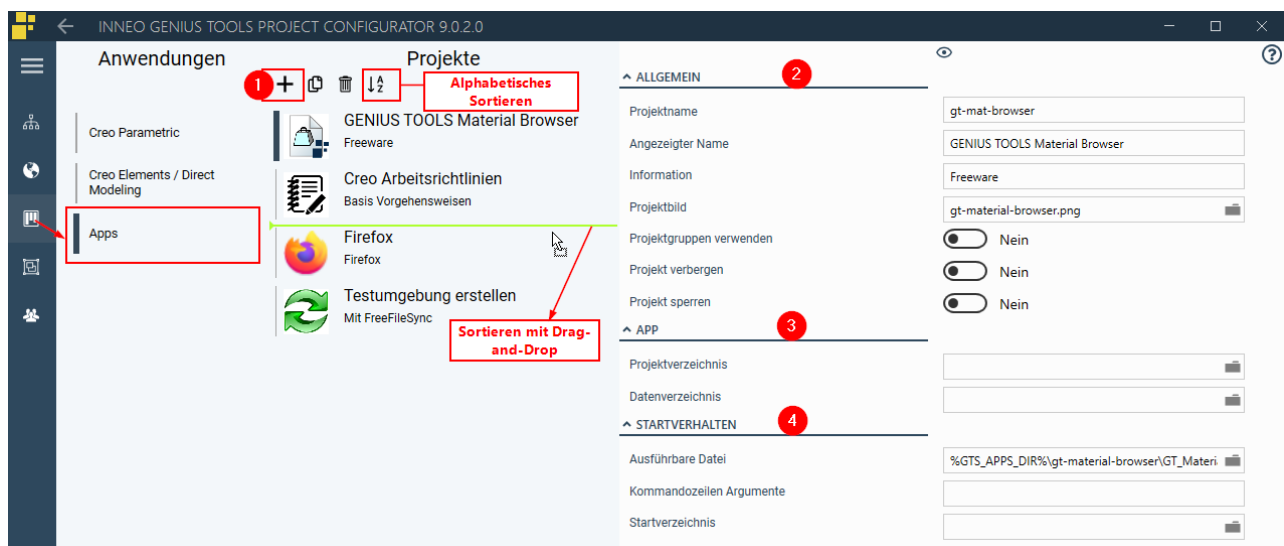 INNEO GENIUS TOOLS PROJECT CONFIGURATOR 9.0.2.0
Anwendungen
Creo Parametric
Creo Elements / Direct
Modeling
Apps
Projekte
1
Alphabetisches
Sortieren
GENIUS TOOLS Material Browser
Freeware
Creo Arbeitsrichtlinien
Basis Vorgehensweisen
Firefox
Firefox
Testumgebung erstellen
Mit FreeFileSync
Sortieren mit Drag-
and-Drop
ALLGEMEIN 2
Projektname gt-mat-browser
Angezeigter Name GENIUS TOOLS Material Browser
Information Freeware
Projektbild gt-material-browser.png
Projektgruppen verwenden Nein
Projekt verbergen Nein
Projekt sperren Nein
APP 3
Projektverzeichnis
Datenverzeichnis
STARTVERHALTEN 4
Ausführbare Datei %GTS_APPS_DIR%\gt-material-browser\GT_Materi
Kommandozeilen Argumente
Startverzeichnis